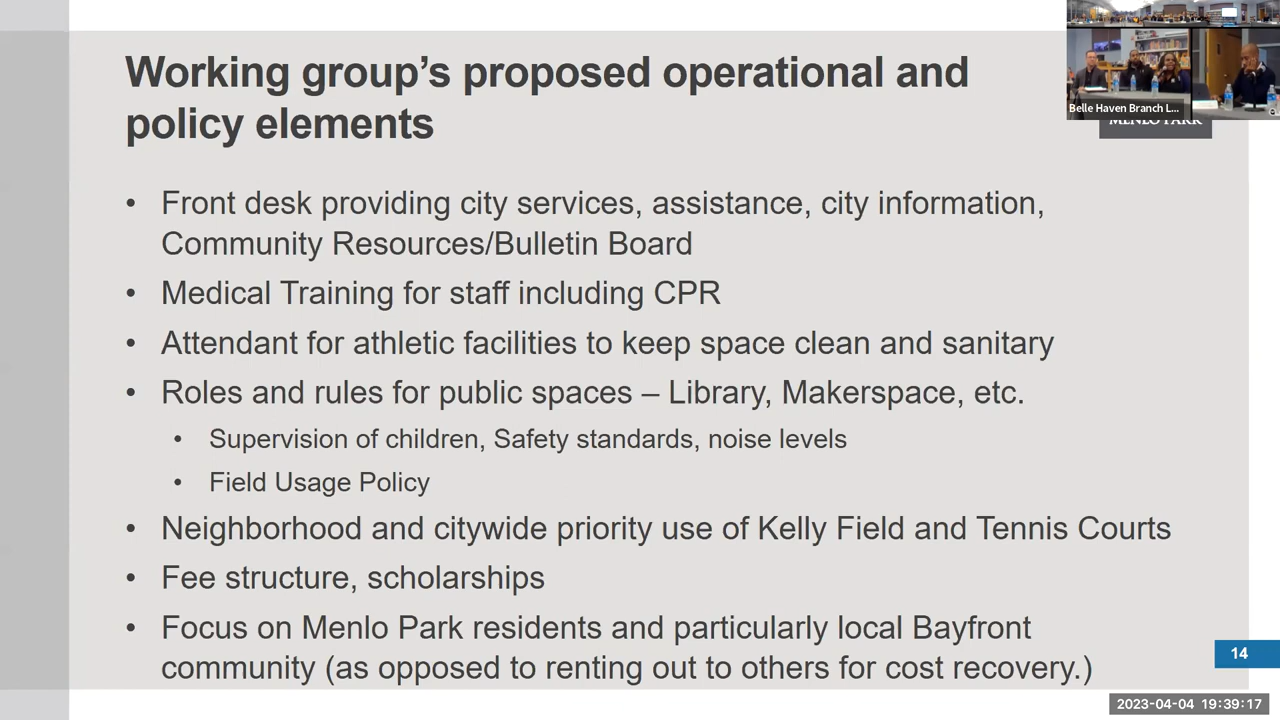 Working group’s proposed operational and
policy elements
Belle Haven Branch L...
MENLO PARK
• Front desk providing city services, assistance, city information,
Community Resources/Bulletin Board
• Medical Training for staff including CPR
• Attendant for athletic facilities to keep space clean and sanitary
• Roles and rules for public spaces – Library, Makerspace, etc.
• Supervision of children, Safety standards, noise levels
• Field Usage Policy
• Neighborhood and citywide priority use of Kelly Field and Tennis Courts
• Fee structure, scholarships
• Focus on Menlo Park residents and particularly local Bayfront
community (as opposed to renting out to others for cost recovery.)
14
2023-04-04 19:39:17